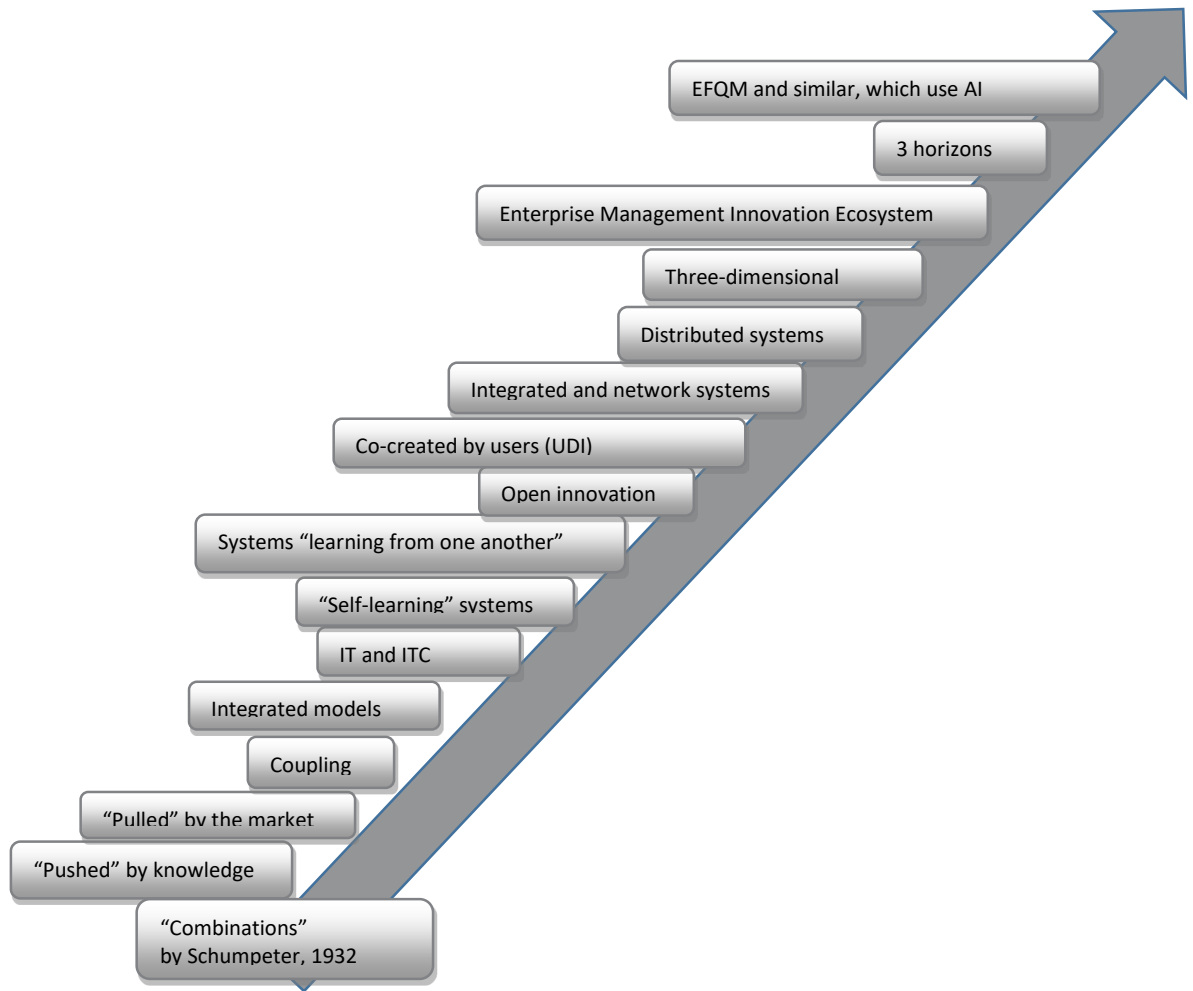 EFQM and similar, which use AI
3 horizons
Enterprise Management Innovation Ecosystem
Three-dimensional
Distributed systems
Integrated and network systems
Co-created by users (UDI)
Open innovation
Systems “learning from one another”
“Self-learning” systems
IT and ITC
Integrated models
Coupling
“Pulled” by the market
“Pushed” by knowledge
“Combinations”
by Schumpeter, 1932